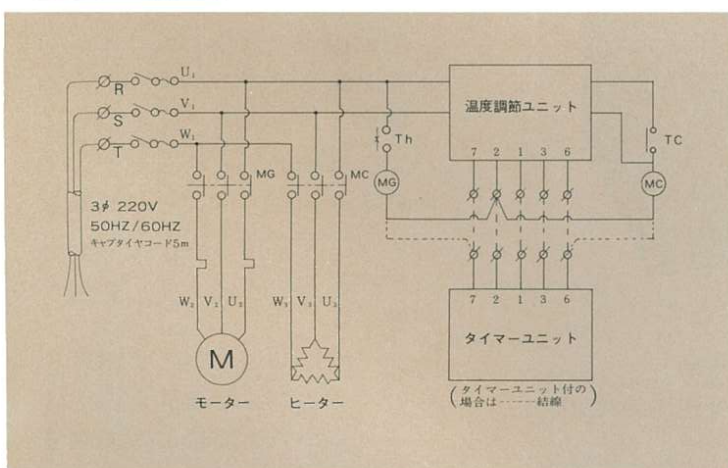 R
U₁
S
V₁
T
W₁
3φ 220V
50HZ/60HZ
キャプタイヤコード5m
MG
MC
Th
MG
温度調節ユニット
7 2 1 3 6
TC
MC
W₂ V₂ U₂
W₃ V₃ U₃
M
モーター
ヒーター
7 2 1 3 6
タイマーユニット
(タイマーユニット付の
場合は------結線)